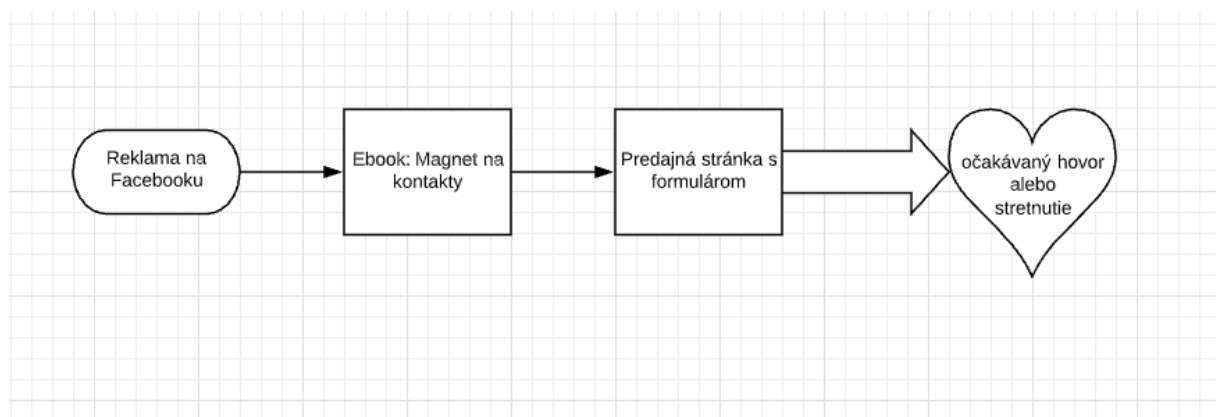 Reklama na
Facebooku
Ebook: Magnet na
kontakty
Predajná stránka s
formulárom
očakávaný hovor
alebo
stretnutie